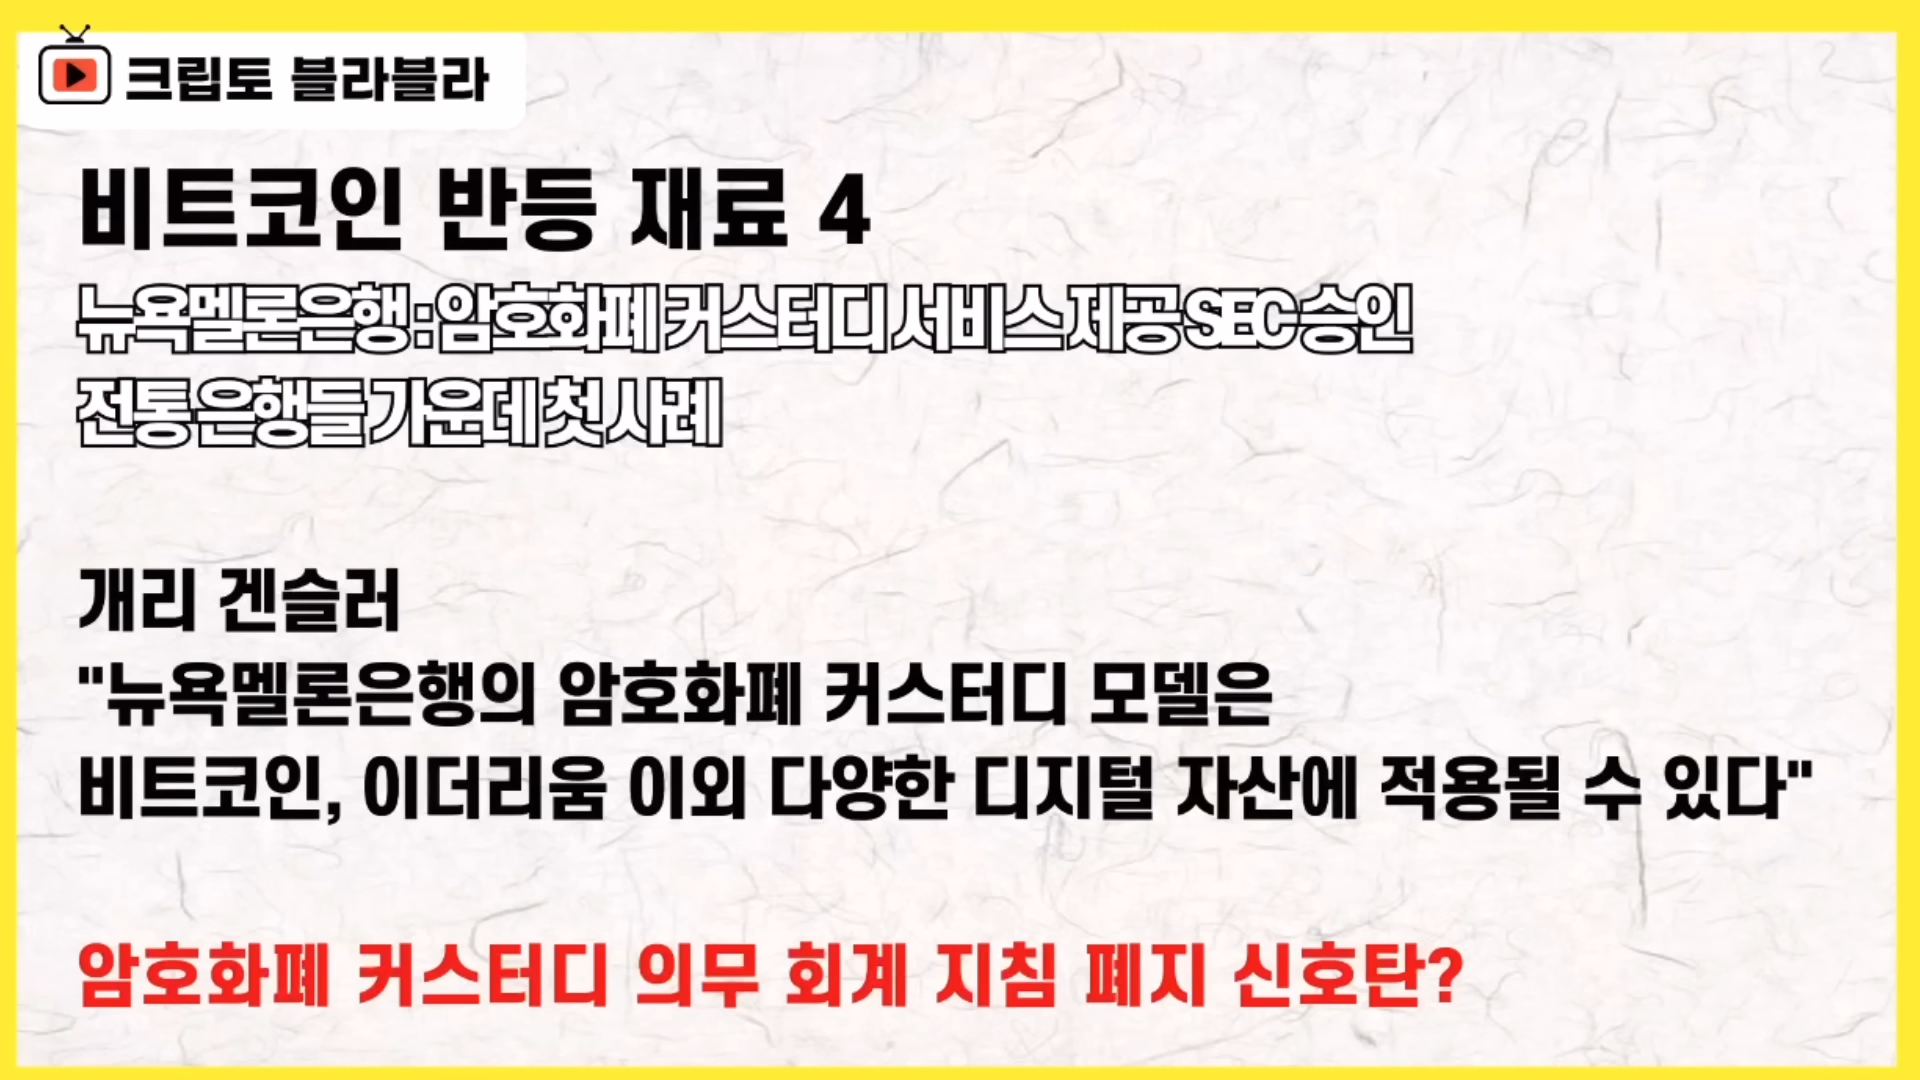 크립토 블라블라
비트코인 반등 재료 4
뉴욕멜론은행 : 암호화폐 커스터디 서비스 제공 SEC 승인
전통 은행들 가운데 첫 사례
개리 겐슬러
"뉴욕멜론은행의 암호화폐 커스터디 모델은
비트코인, 이더리움 이외 다양한 디지털 자산에 적용될 수 있다"
암호화폐 커스터디 의무 회계 지침 폐지 신호탄?